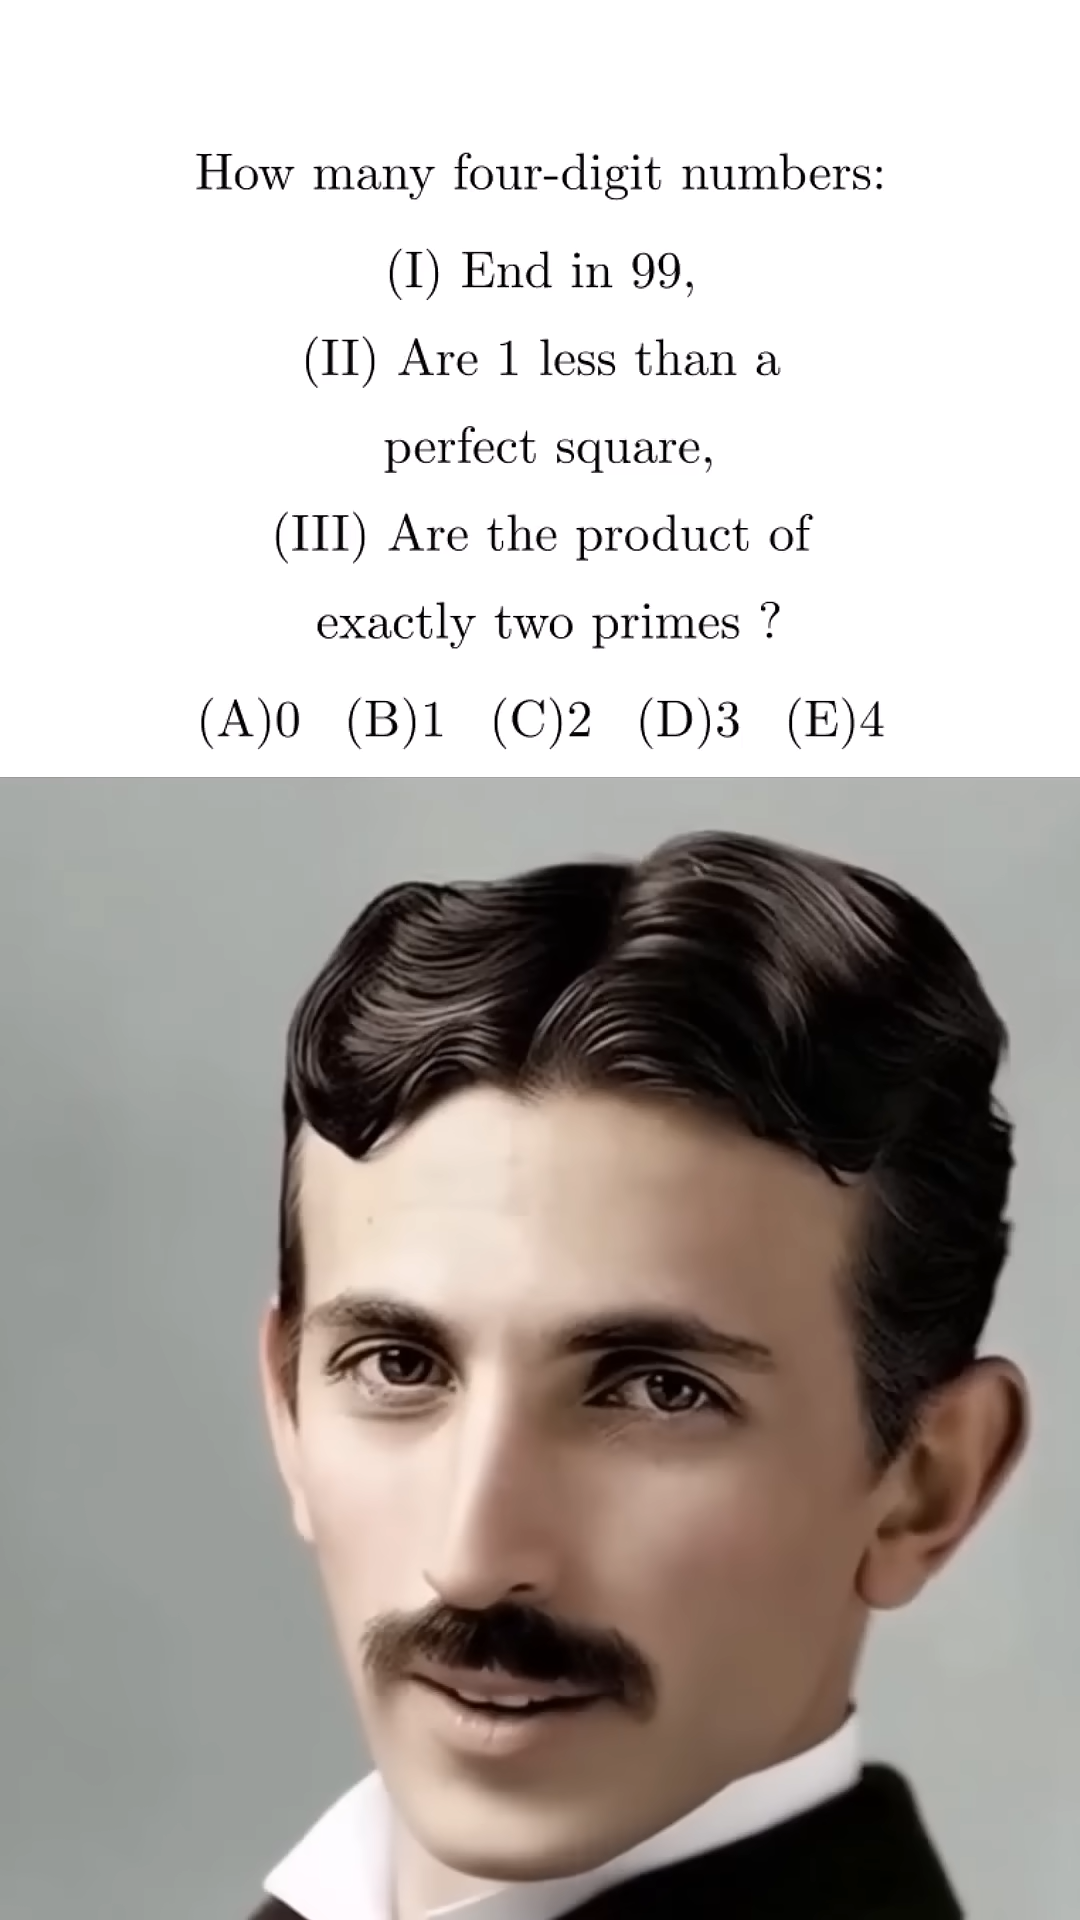 How many four-digit numbers:
(I) End in 99,
(II) Are 1 less than a
perfect square,
(III) Are the product of
exactly two primes ?
(A)0 (B)1 (C)2 (D)3 (E)4